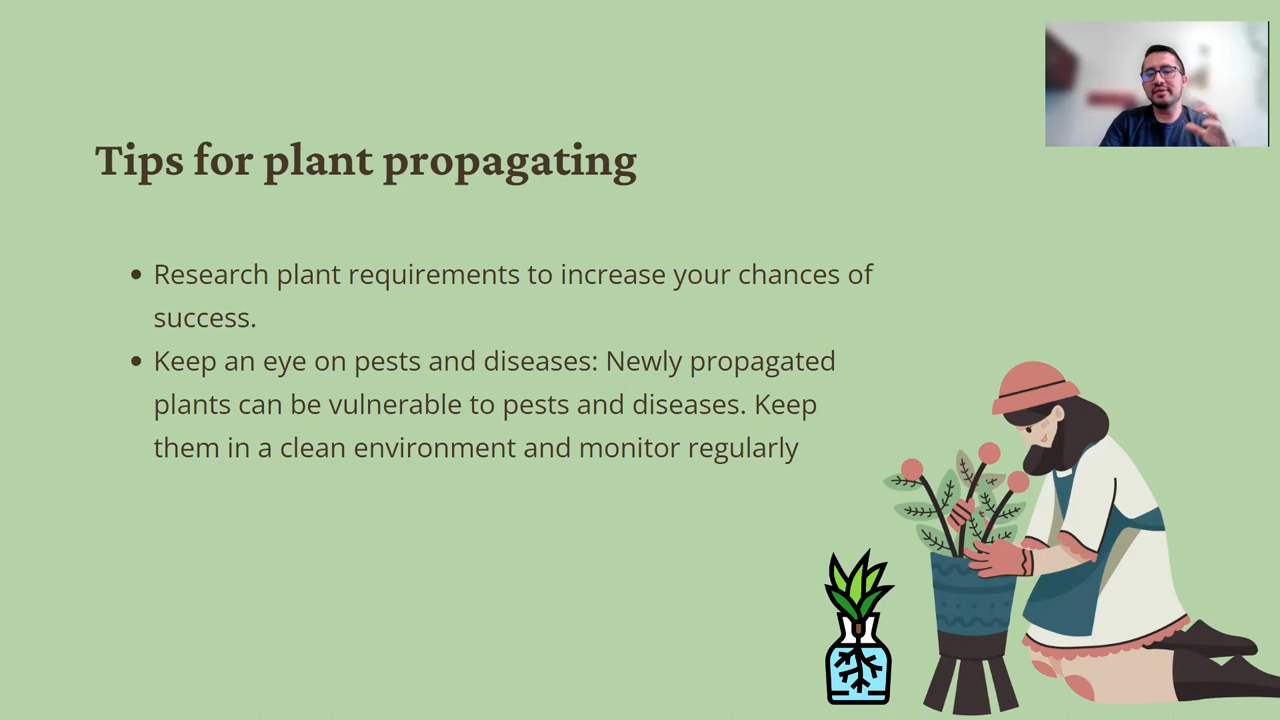 Tips for plant propagating
Research plant requirements to increase your chances of
success.
Keep an eye on pests and diseases: Newly propagated
plants can be vulnerable to pests and diseases. Keep
them in a clean environment and monitor regularly